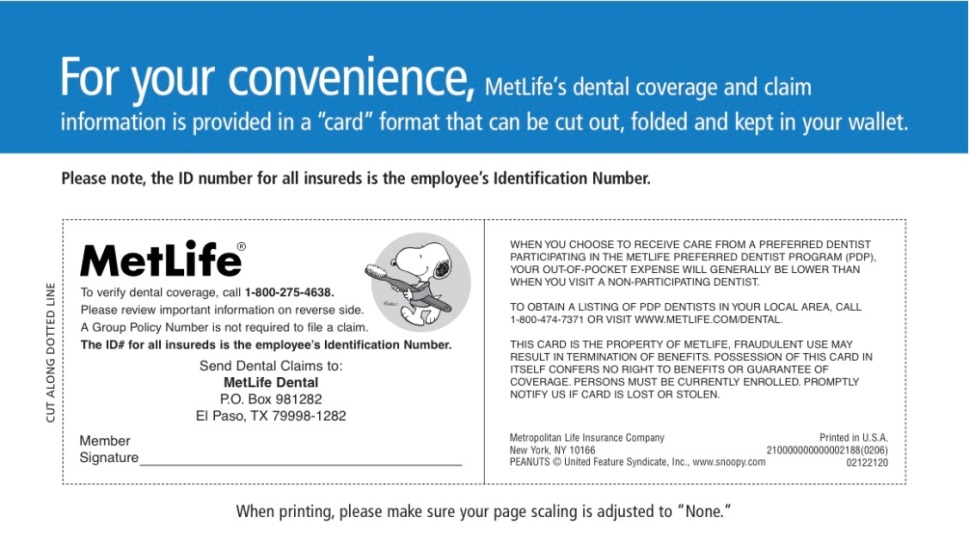 For your convenience, MetLife's dental coverage and claim
information is provided in a “card” format that can be cut out, folded and kept in your wallet.
Please note, the ID number for all insureds is the employee's Identification Number.
CUT ALONG DOTTED LINE
MetLife®
To verify dental coverage, call 1-800-275-4638.
Please review important information on reverse side.
A Group Policy Number is not required to file a claim.
The ID# for all insureds is the employee's Identification Number.
Send Dental Claims to:
MetLife Dental
P.O. Box 981282
El Paso, TX 79998-1282
Member
Signature
WHEN YOU CHOOSE TO RECEIVE CARE FROM A PREFERRED DENTIST
PARTICIPATING IN THE METLIFE PREFERRED DENTIST PROGRAM (PDP),
YOUR OUT-OF-POCKET EXPENSE WILL GENERALLY BE LOWER THAN
WHEN YOU VISIT A NON-PARTICIPATING DENTIST.
TO OBTAIN A LISTING OF PDP DENTISTS IN YOUR LOCAL AREA, CALL
1-800-474-7371 OR VISIT WWW.METLIFE.COM/DENTAL.
THIS CARD IS THE PROPERTY OF METLIFE, FRAUDULENT USE MAY
RESULT IN TERMINATION OF BENEFITS. POSSESSION OF THIS CARD IN
ITSELF CONFERS NO RIGHT TO BENEFITS OR GUARANTEE OF
COVERAGE. PERSONS MUST BE CURRENTLY ENROLLED. PROMPTLY
NOTIFY US IF CARD IS LOST OR STOLEN.
Metropolitan Life Insurance Company Printed in U.S.A.
New York, NY 10166 210000000000002188(0206)
PEANUTS © United Feature Syndicate, Inc., www.snoopy.com 02122120
When printing, please make sure your page scaling is adjusted to “None.”